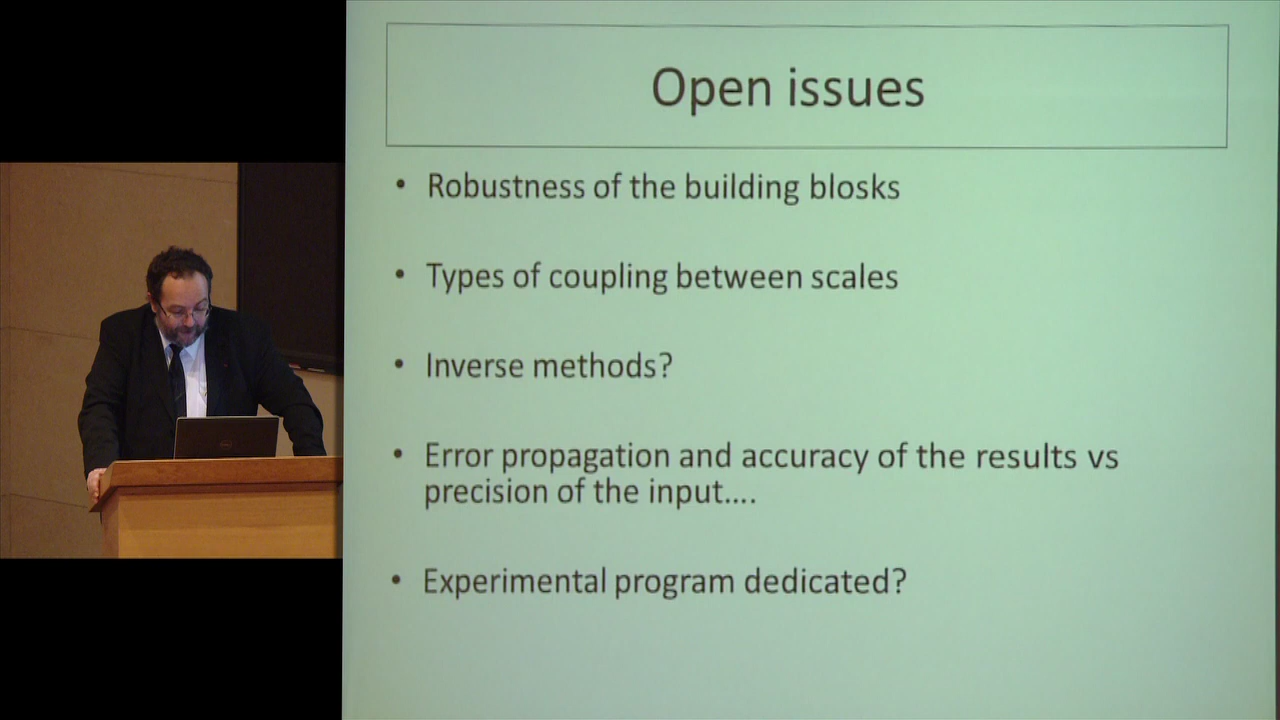 Open issues
• Robustness of the building blosks
• Types of coupling between scales
• Inverse methods?
• Error propagation and accuracy of the results vs
precision of the input....
• Experimental program dedicated?